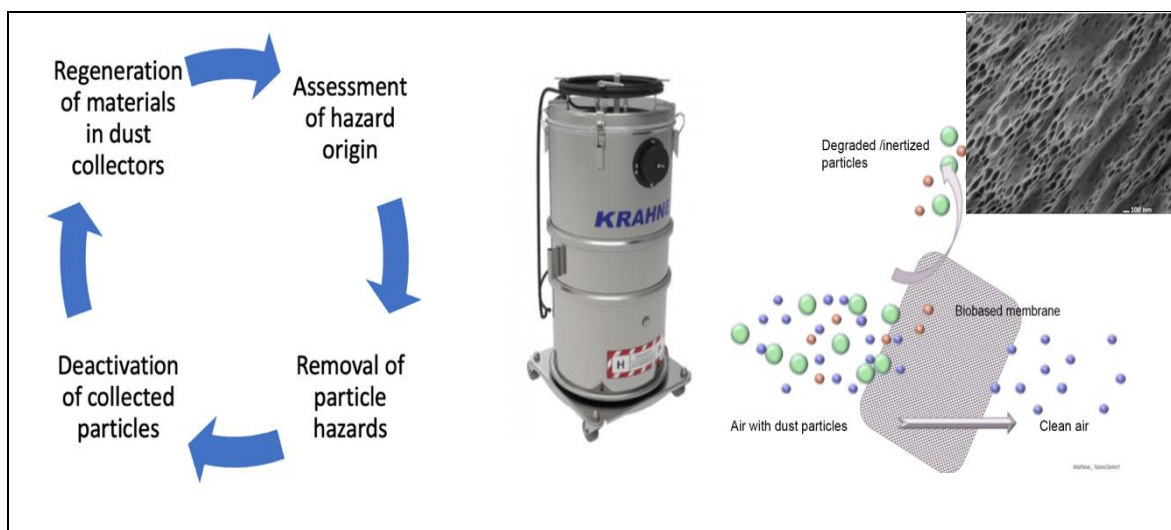 Regeneration
of materials
in dust
collectors
Assessment
of hazard
origin
Removal of
particle
hazards
Deactivation
of collected
particles
KRAHNE
H
Degraded /inertized
particles
100 nm
Biobased membrane
Air with dust particles
Clean air